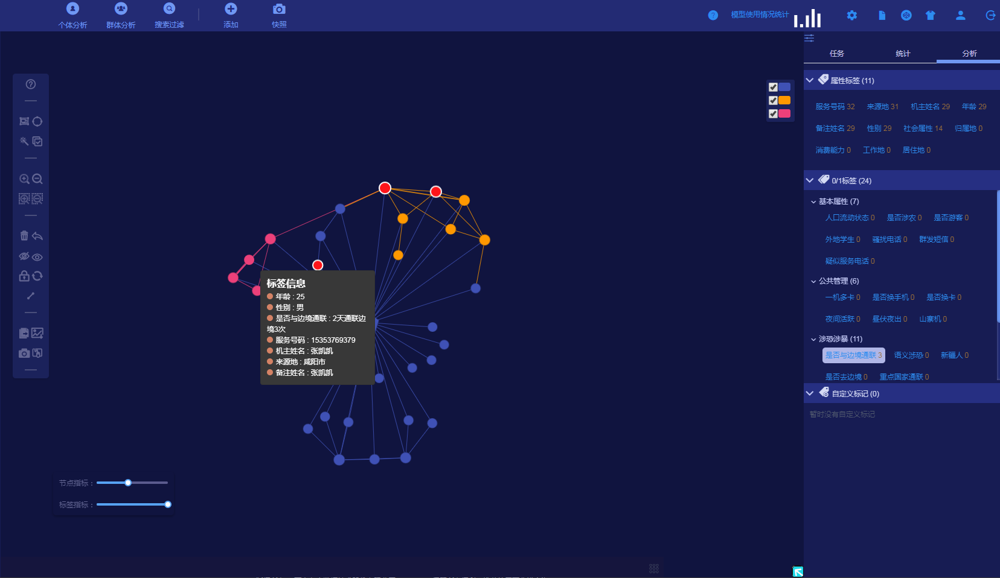 个体分析 群体分析 搜索过滤 添加 快照 模型使用情况统计
任务 统计 分析
属性标签 (11)
服务号码 32 来源地 31 机主姓名 29 年龄 29
备注姓名 29 性别 29 社会属性 14 归属地 0
消费能力 0 工作地 0 居住地 0
0/1标签 (24)
基本属性 (7)
人口流动状态 0 是否涉农 0 是否游客 0
外地学生 0 骚扰电话 0 群发短信 0
疑似服务电话 0
公共管理 (6)
一机多卡 0 是否换手机 0 是否换卡 0
夜间活跃 0 昼伏夜出 0 山寨机 0
涉恐涉暴 (11)
是否与边境通联 3 语义涉恐 0 新疆人 0
是否去边境 0 重点国家通联 0
自定义标记 (0)
暂时没有自定义标记
标签信息
年龄 : 25
性别 : 男
是否与边境通联 : 2天通联边
境3次
服务号码 : 15353769379
机主姓名 : 张凯凯
来源地 : 咸阳市
备注姓名 : 张凯凯
节点指标 :
标签指标 :